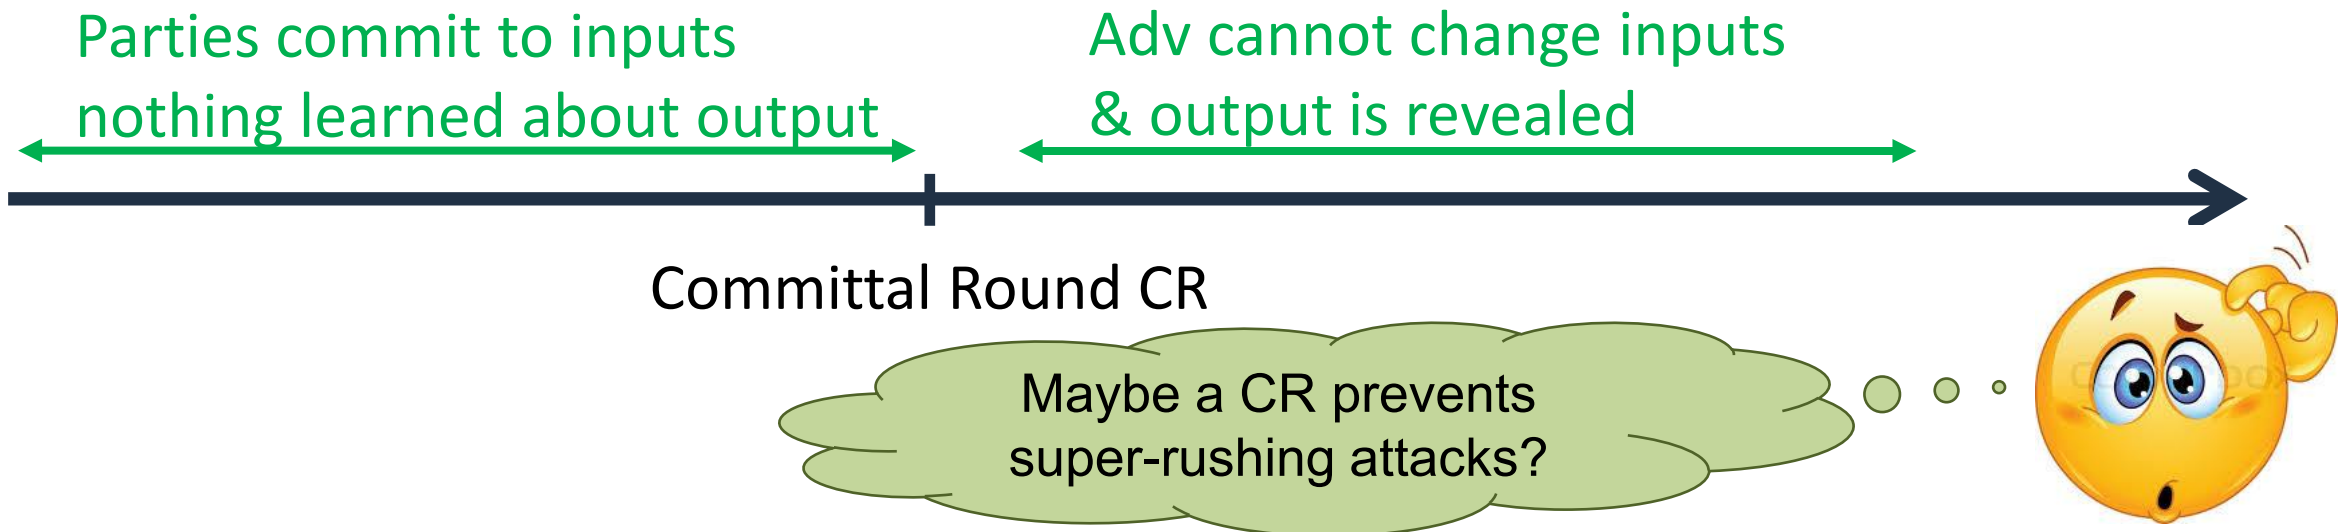 Parties commit to inputs
nothing learned about output
Adv cannot change inputs
& output is revealed
Committal Round CR
Maybe a CR prevents
super-rushing attacks?